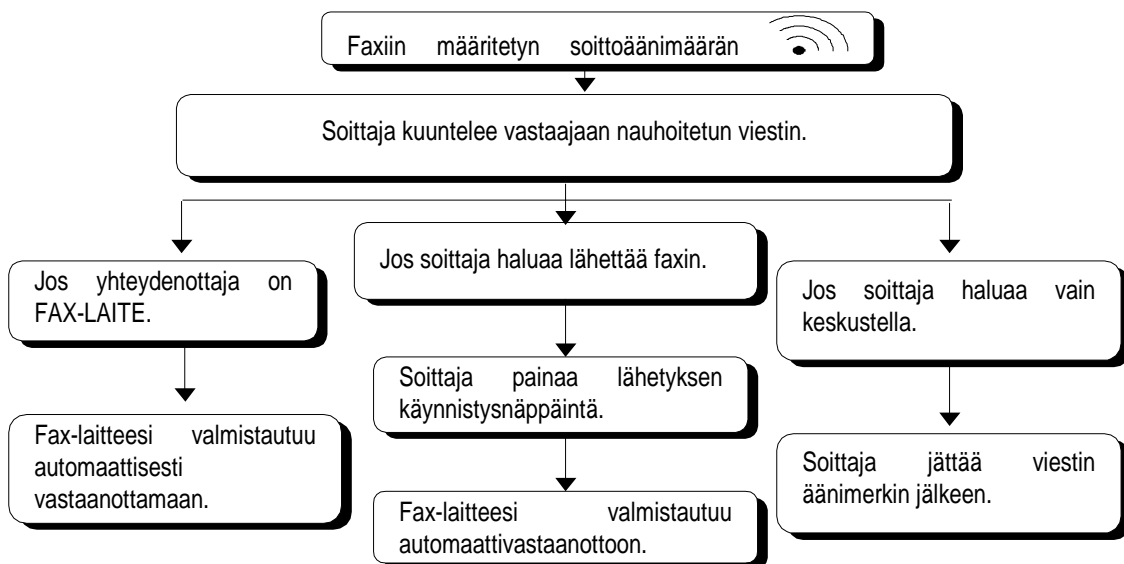 Faxiin määritetyn soittoäänimäärän
Soittaja kuuntelee vastaajaan nauhoitetun viestin.
Jos yhteydenottaja on
FAX-LAITE.
Fax-laitteesi valmistautuu
automaattisesti
vastaanottamaan.
Jos soittaja haluaa lähettää faxin.
Soittaja painaa lähetyksen
käynnistysnäppäintä.
Fax-laitteesi valmistautuu
automaattivastaanottoon.
Jos soittaja haluaa vain
keskustella.
Soittaja jättää viestin
äänimerkin jälkeen.